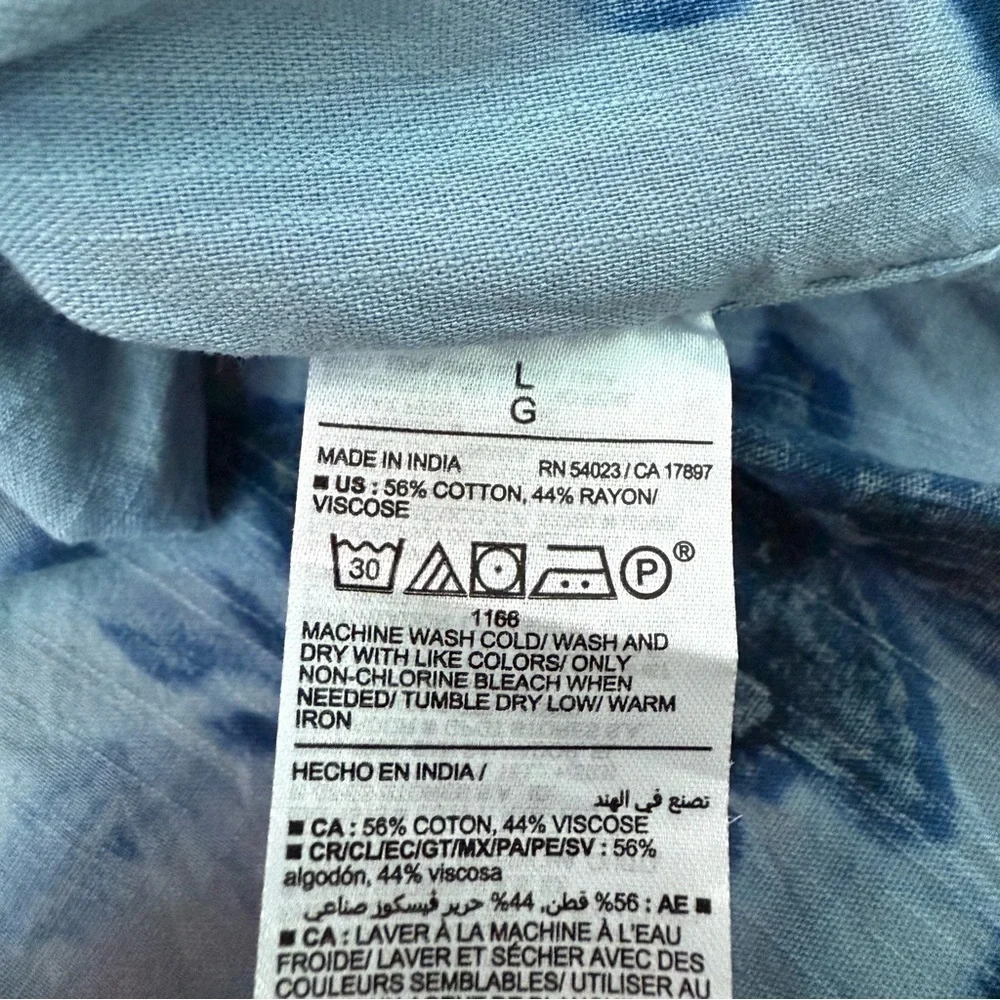 L
G
MADE IN INDIA RN 54023 / CA 17897
■ US : 56% COTTON, 44% RAYON/
VISCOSE
30 P ®
1166
MACHINE WASH COLD/ WASH AND
DRY WITH LIKE COLORS/ ONLY
NON-CHLORINE BLEACH WHEN
NEEDED/ TUMBLE DRY LOW/ WARM
IRON
HECHO EN INDIA /
تصنع في الهند
■ CA : 56% COTON, 44% VISCOSE
■ CR/CL/EC/GT/MX/PA/PE/SV : 56%
algodón, 44% viscosa
■ AE : 56% قطن, 44% حرير ڤيسكوز صناعي
■ CA : LAVER À LA MACHINE À L'EAU
FROIDE/ LAVER ET SÉCHER AVEC DES
COULEURS SEMBLABLES/ UTILISER AU